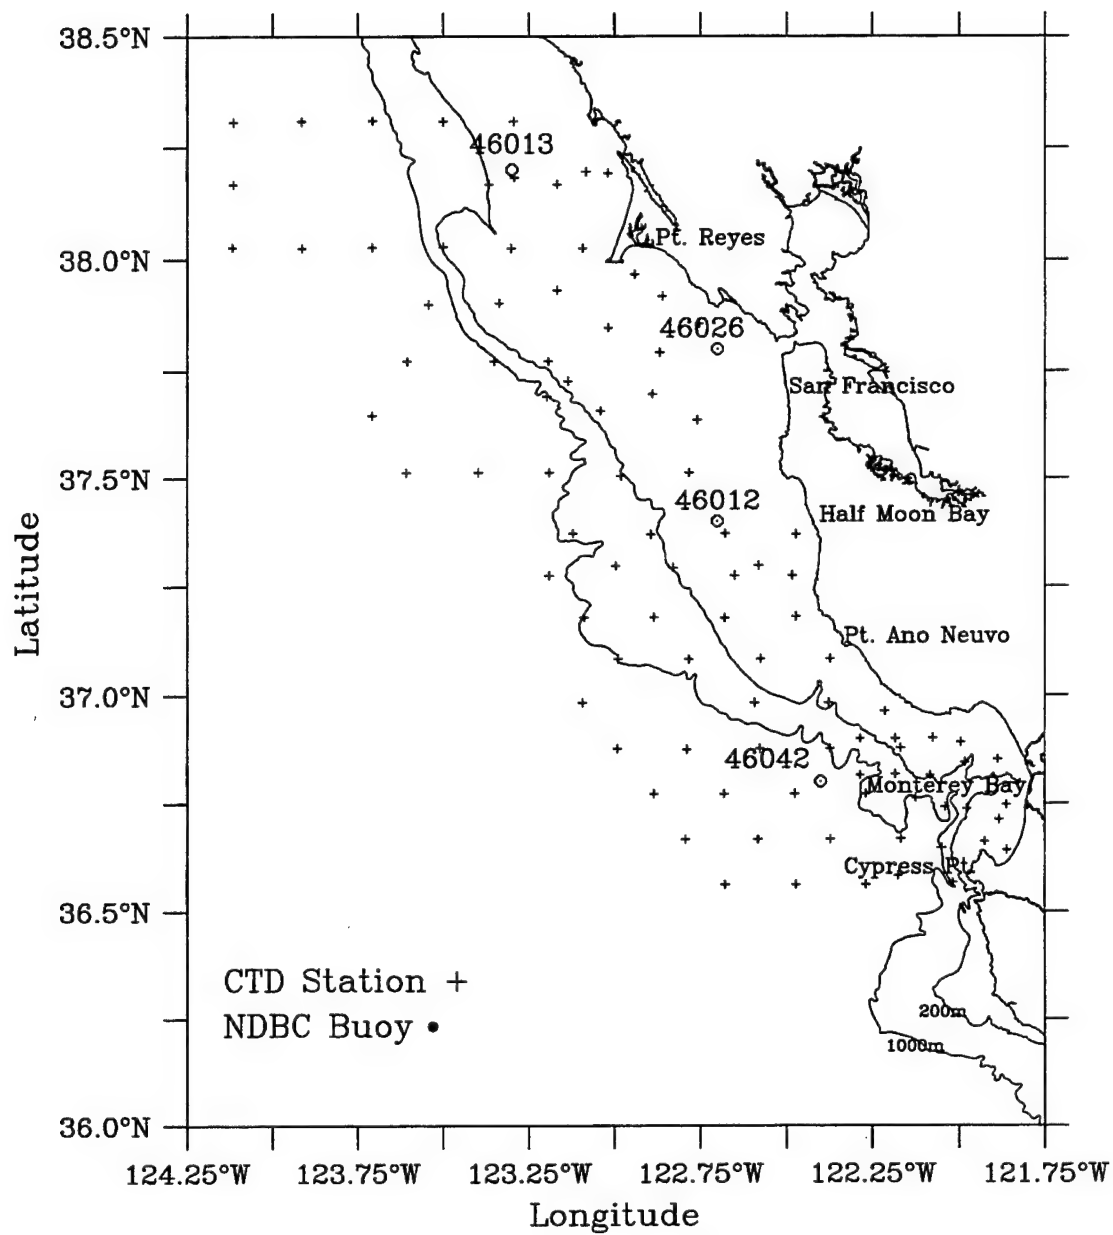 38.5°N
46013
Pt. Reyes
38.0°N
46026
San Francisco
37.5°N
46012
Half Moon Bay
Latitude
Pt. Ano Neuvo
37.0°N
46042
Monterey Bay
Cypress Pt.
36.5°N
CTD Station +
200m
NDBC Buoy •
1000m
36.0°N
124.25°W 123.75°W 123.25°W 122.75°W 122.25°W 121.75°W
Longitude